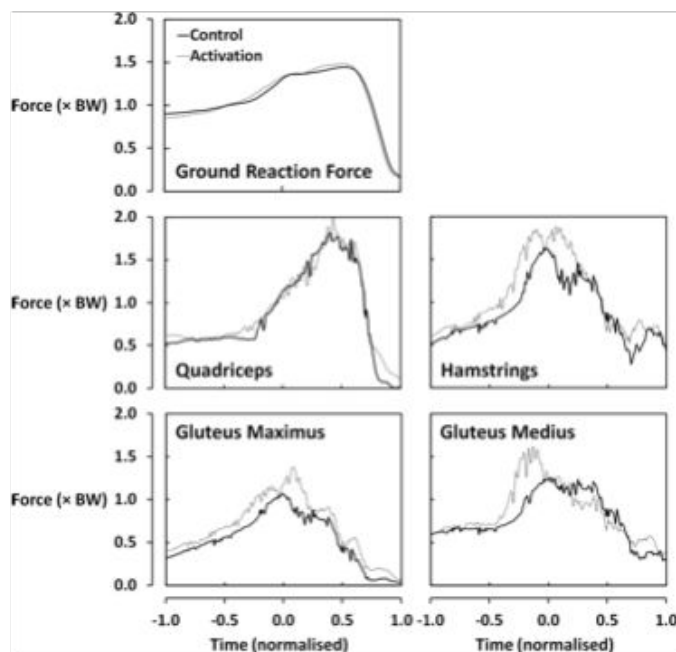 Control
Activation
2.0
1.5
Force (× BW)
1.0
0.5
0.0
Ground Reaction Force
2.0
1.5
Force (× BW)
1.0
0.5
0.0
Quadriceps
Hamstrings
2.0
Gluteus Maximus
Gluteus Medius
1.5
Force (× BW)
1.0
0.5
0.0
-1.0 -0.5 0.0 0.5 1.0 -1.0 -0.5 0.0 0.5 1.0
Time (normalised) Time (normalised)